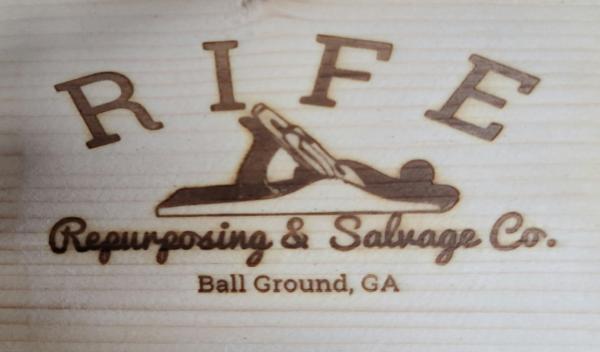 RIFE
Repurposing & Salvage Co.
Ball Ground, GA